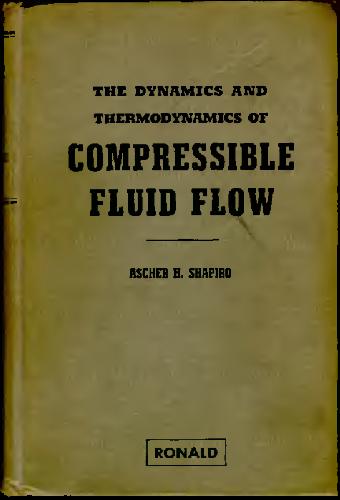 THE DYNAMICS AND
THERMODYNAMICS OF
COMPRESSIBLE
FLUID FLOW
ASCHER H. SHAPIRO
RONALD